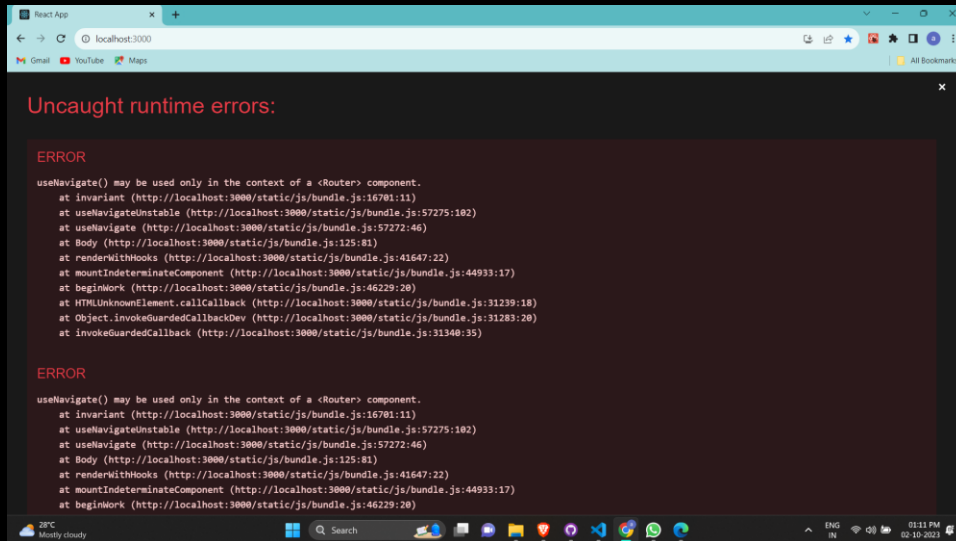 React App
localhost:3000
Gmail YouTube Maps All Bookmarks
Uncaught runtime errors:
ERROR
useNavigate() may be used only in the context of a <Router> component.
at invariant (http://localhost:3000/static/js/bundle.js:16701:11)
at useNavigateUnstable (http://localhost:3000/static/js/bundle.js:57275:102)
at useNavigate (http://localhost:3000/static/js/bundle.js:57272:46)
at Body (http://localhost:3000/static/js/bundle.js:125:81)
at renderWithHooks (http://localhost:3000/static/js/bundle.js:41647:22)
at mountIndeterminateComponent (http://localhost:3000/static/js/bundle.js:44933:17)
at beginWork (http://localhost:3000/static/js/bundle.js:46229:20)
at HTMLUnknownElement.callCallback (http://localhost:3000/static/js/bundle.js:31239:18)
at Object.invokeGuardedCallbackDev (http://localhost:3000/static/js/bundle.js:31283:20)
at invokeGuardedCallback (http://localhost:3000/static/js/bundle.js:31340:35)
ERROR
useNavigate() may be used only in the context of a <Router> component.
at invariant (http://localhost:3000/static/js/bundle.js:16701:11)
at useNavigateUnstable (http://localhost:3000/static/js/bundle.js:57275:102)
at useNavigate (http://localhost:3000/static/js/bundle.js:57272:46)
at Body (http://localhost:3000/static/js/bundle.js:125:81)
at renderWithHooks (http://localhost:3000/static/js/bundle.js:41647:22)
at mountIndeterminateComponent (http://localhost:3000/static/js/bundle.js:44933:17)
at beginWork (http://localhost:3000/static/js/bundle.js:46229:20)
28°C
Mostly cloudy
Search
ENG
IN
01:11 PM
02-10-2023